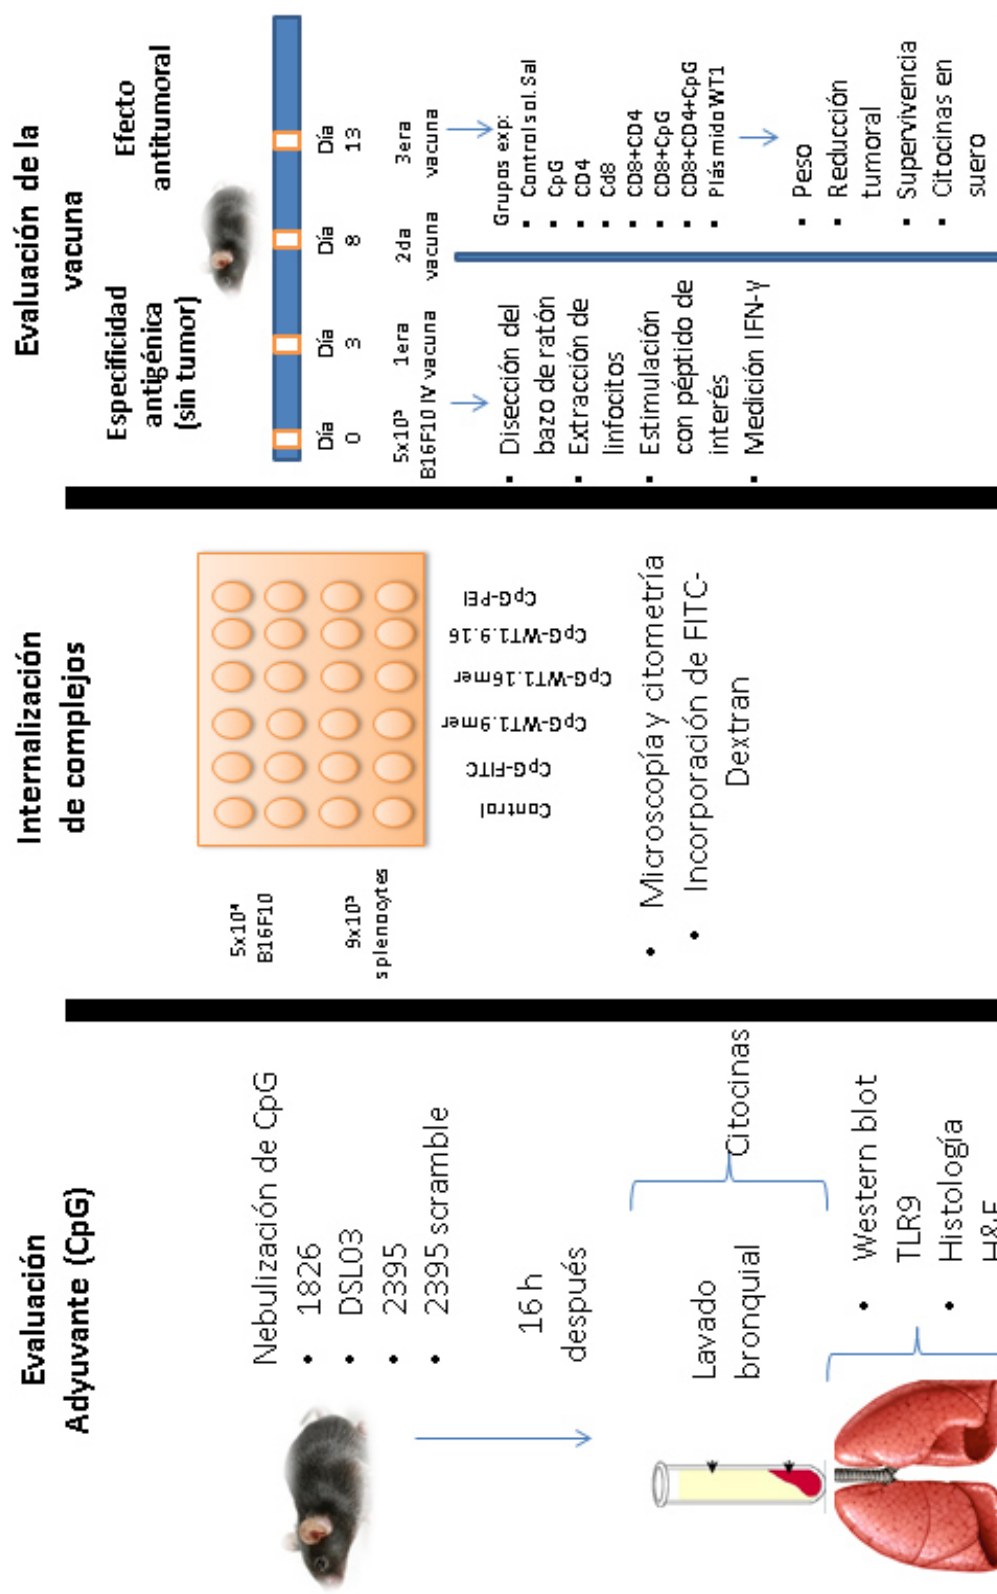 Evaluación
Adyuvante (CpG)
Nebulización de CpG
• 1826
• DSL03
• 2395
• 2395 scramble
16 h
después
Lavado
bronquial
Citocinas
• Western blot
TLR9
• Histología
H&E
Internalización
de complejos
5x10⁴
B16F10
9x10⁵
splenocytes
Control
CpG-FITC
CpG-WT1.9mer
CpG-WT1.16mer
CpG-WT1.9.16
CpG-PEI
• Microscopía y citometría
• Incorporación de FITC-
Dextran
Evaluación de la
vacuna
Especificidad
antigénica
(sin tumor)
Efecto
antitumoral
Día
0
Día
3
Día
8
Día
13
5x10⁵
B16F10 IV
1era
vacuna
2da
vacuna
3era
vacuna
▪ Disección del
bazo de ratón
▪ Extracción de
linfocitos
▪ Estimulación
con péptido de
interés
▪ Medición IFN-γ
Grupos exp:
▪ Control sol. Sal
▪ CpG
▪ CD4
▪ Cd8
▪ CD8+CD4
▪ CD8+CpG
▪ CD8+CD4+CpG
▪ Plásmido WT1
▪ Peso
▪ Reducción
tumoral
▪ Supervivencia
▪ Citocinas en
suero